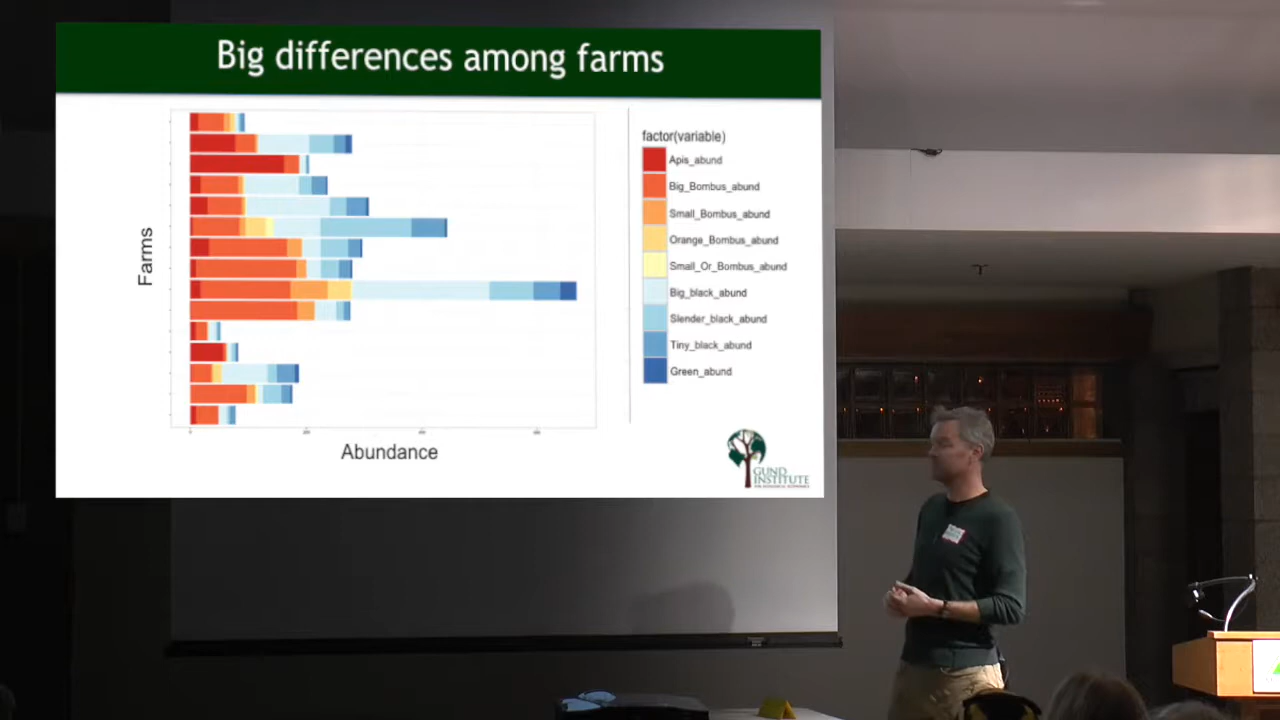 Big differences among farms
Farms
Abundance
factor(variable)
Apis_abund
Big_Bombus_abund
Small_Bombus_abund
Orange_Bombus_abund
Small_Or_Bombus_abund
Big_black_abund
Slender_black_abund
Tiny_black_abund
Green_abund
GUND
INSTITUTE